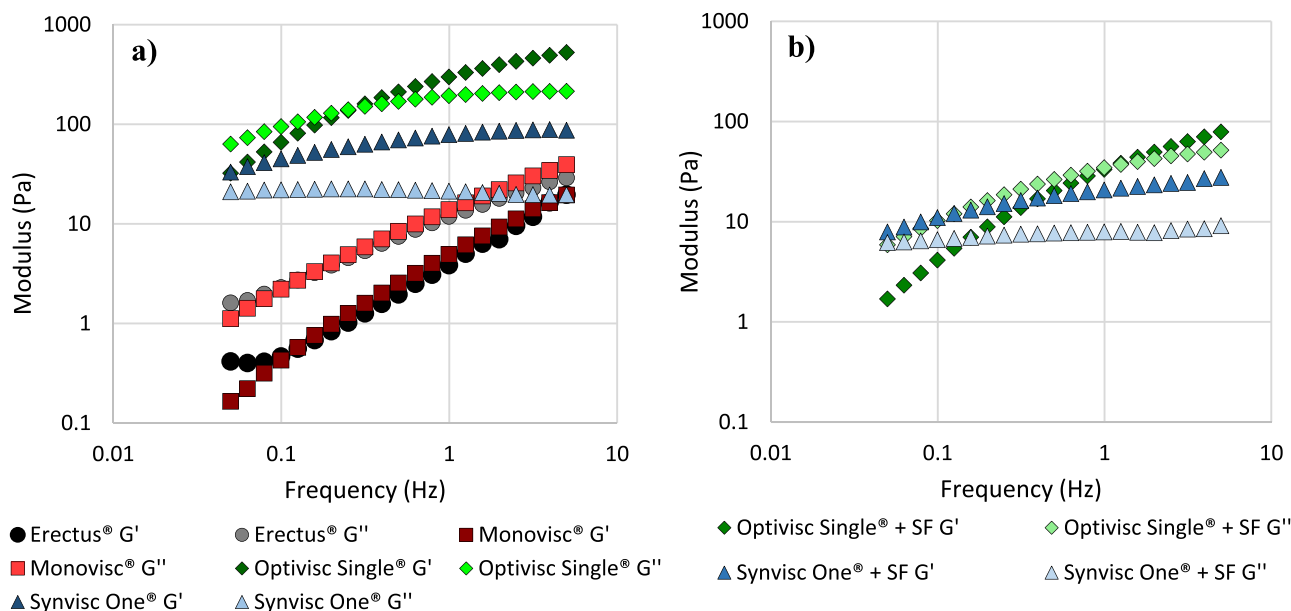 a)
1000
100
10
1
0.1
0.01 0.1 1 10
Modulus (Pa)
Frequency (Hz)
Erectus® G' Erectus® G'' Monovisc® G'
Monovisc® G'' Optivisc Single® G' Optivisc Single® G''
Synvisc One® G' Synvisc One® G''
b)
1000
100
10
1
0.1
0.01 0.1 1 10
Modulus (Pa)
Frequency (Hz)
Optivisc Single® + SF G' Optivisc Single® + SF G''
Synvisc One® + SF G' Synvisc One® + SF G''